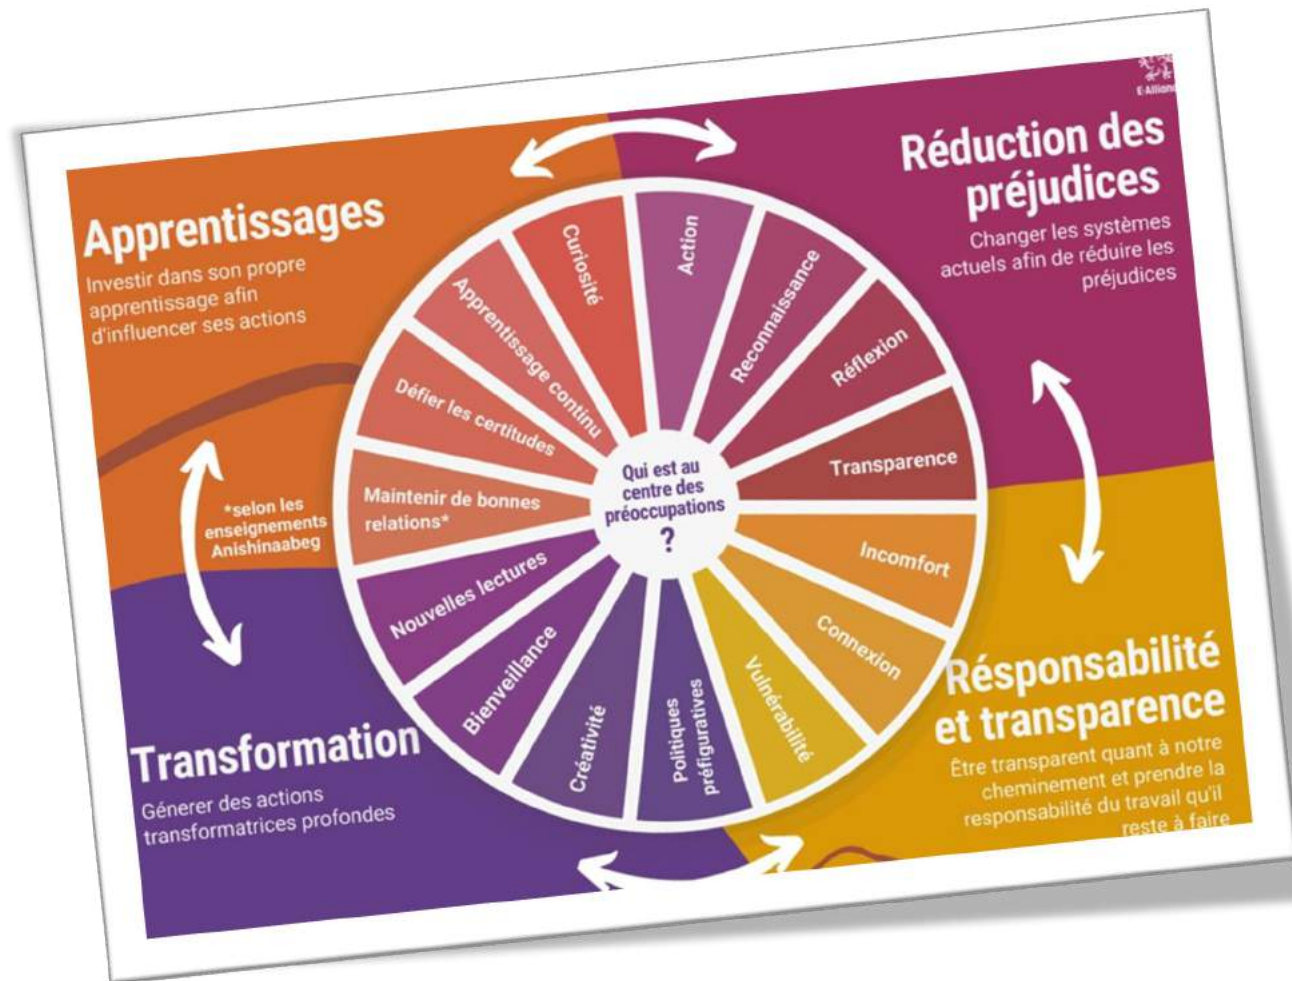 E-Alliance
Apprentissages
Investir dans son propre
apprentissage afin
d'influencer ses actions
Réduction des
préjudices
Changer les systèmes
actuels afin de réduire les
préjudices
Curiosité
Action
Reconnaissance
Réflexion
Transparence
Incomfort
Connexion
Vulnérabilité
Politiques
préfiguratives
Créativité
Bienveillance
Nouvelles lectures
Maintenir de bonnes
relations*
Défier les certitudes
Apprentissage continu
Qui est au
centre des
préoccupations
?
*selon les
enseignements
Anishinaabeg
Transformation
Génerer des actions
transformatrices profondes
Résponsabilité
et transparence
Être transparent quant à notre
cheminement et prendre la
responsabilité du travail qu'il
reste à faire